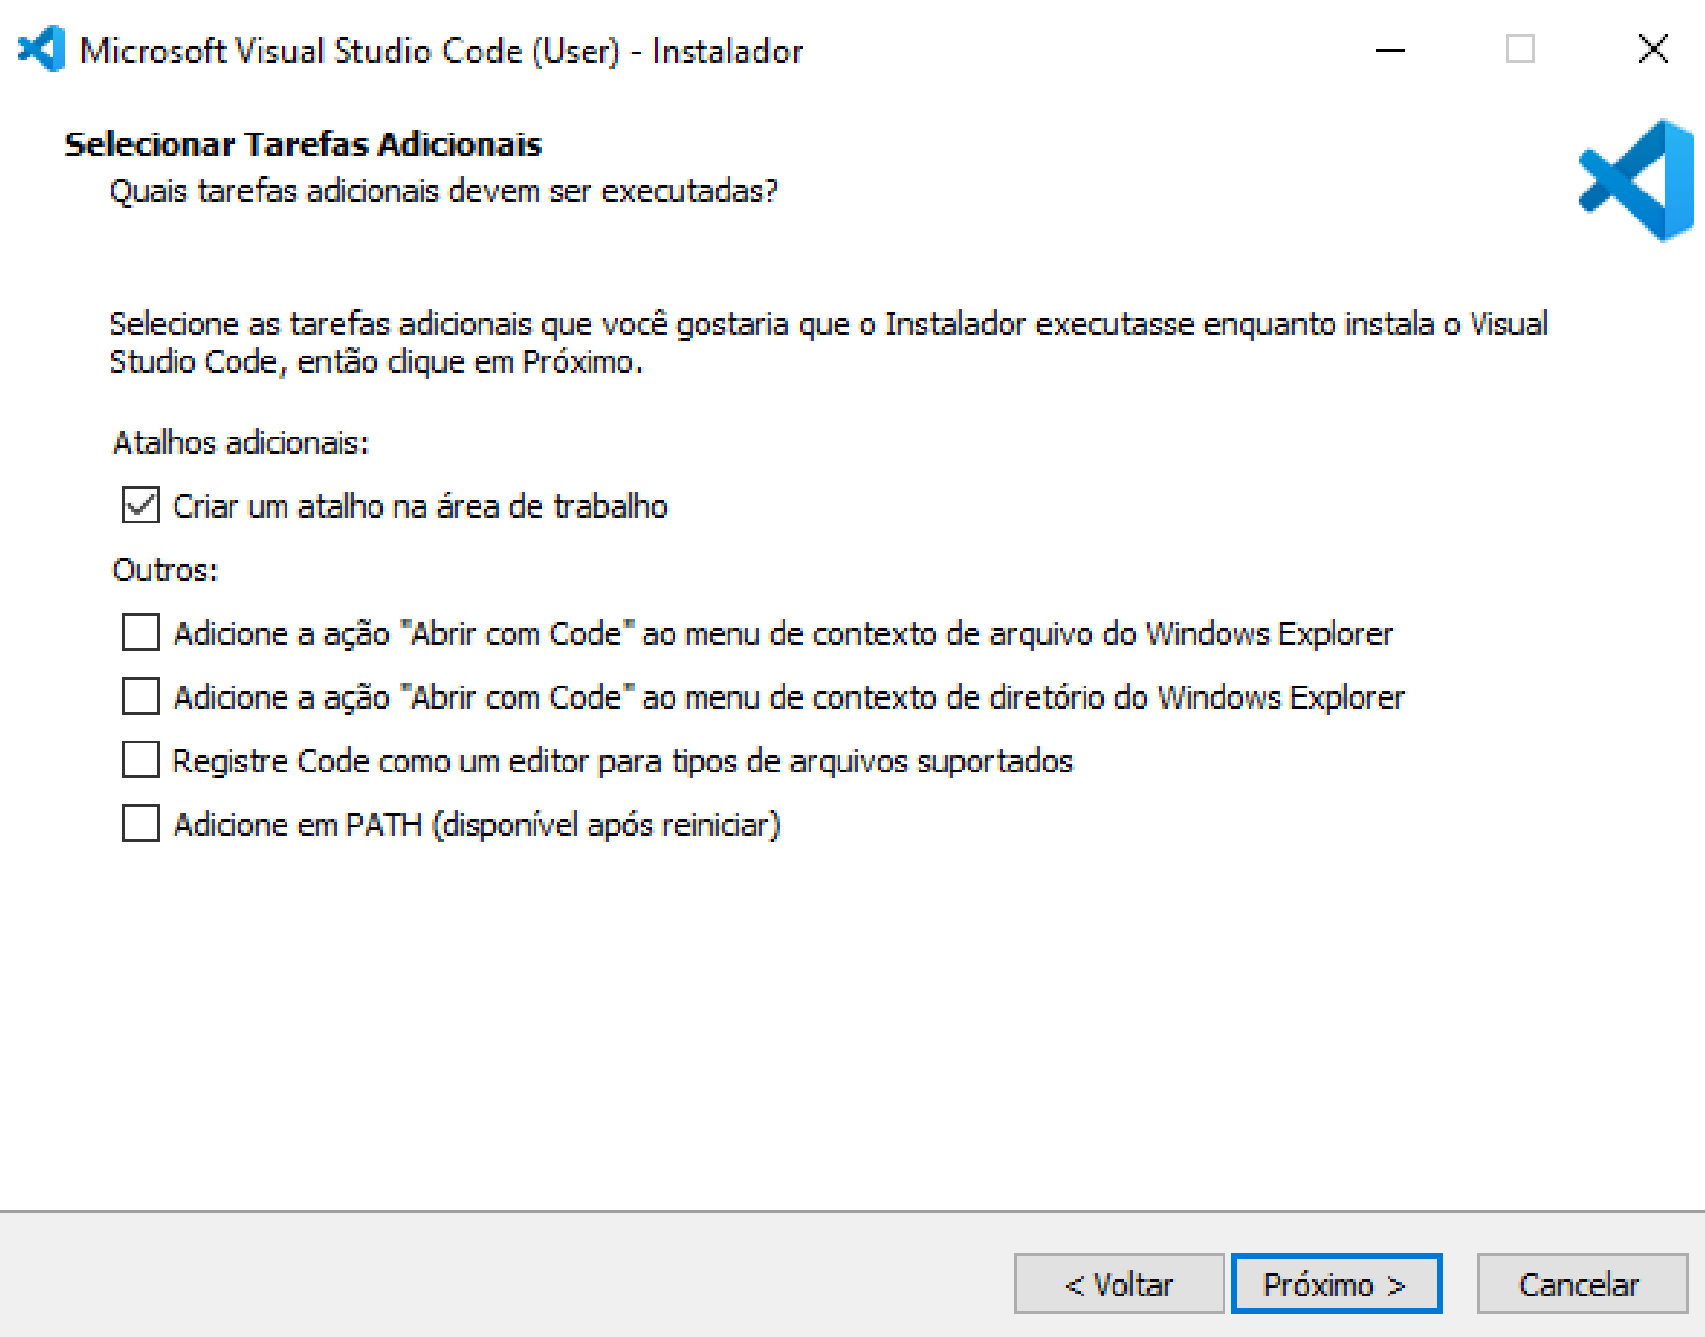 Microsoft Visual Studio Code (User) - Instalador
Selecionar Tarefas Adicionais
Quais tarefas adicionais devem ser executadas?
Selecione as tarefas adicionais que você gostaria que o Instalador executasse enquanto instala o Visual
Studio Code, então clique em Próximo.
Atalhos adicionais:
Criar um atalho na área de trabalho
Outros:
Adicione a ação "Abrir com Code" ao menu de contexto de arquivo do Windows Explorer
Adicione a ação "Abrir com Code" ao menu de contexto de diretório do Windows Explorer
Registre Code como um editor para tipos de arquivos suportados
Adicione em PATH (disponível após reiniciar)
< Voltar
Próximo >
Cancelar